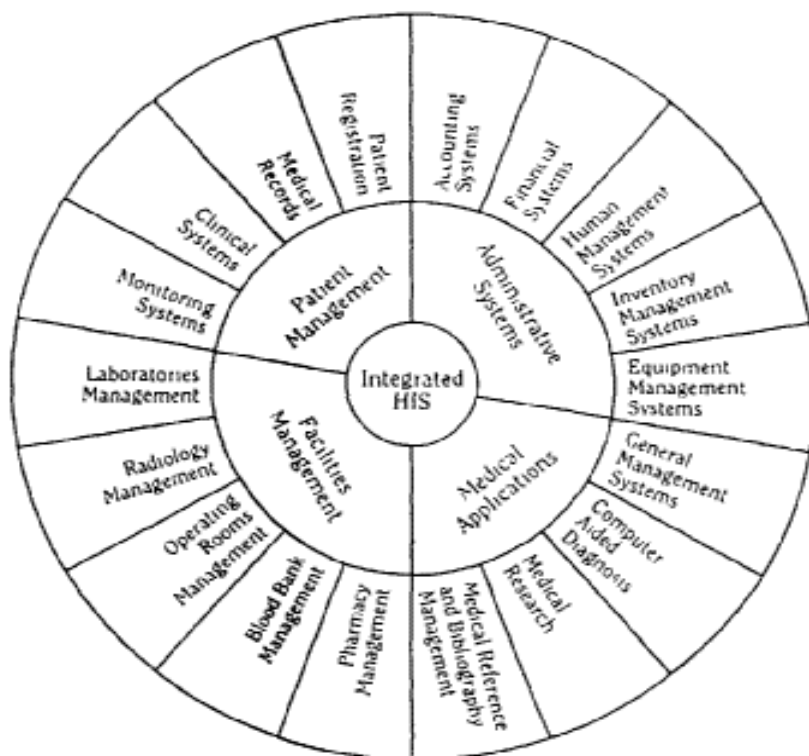 Integrated
HIS
Patient
Management
Administrative
Systems
Medical
Applications
Facilities
Management
Accounting
Systems
Financial
Systems
Human
Management
Systems
Inventory
Management
Systems
Equipment
Management
Systems
General
Management
Systems
Computer
Aided
Diagnosis
Medical
Research
Medical Reference
and Bibliography
Management
Pharmacy
Management
Blood Bank
Management
Operating
Rooms
Management
Radiology
Management
Laboratories
Management
Monitoring
Systems
Clinical
Systems
Medical
Records
Patient
Registration